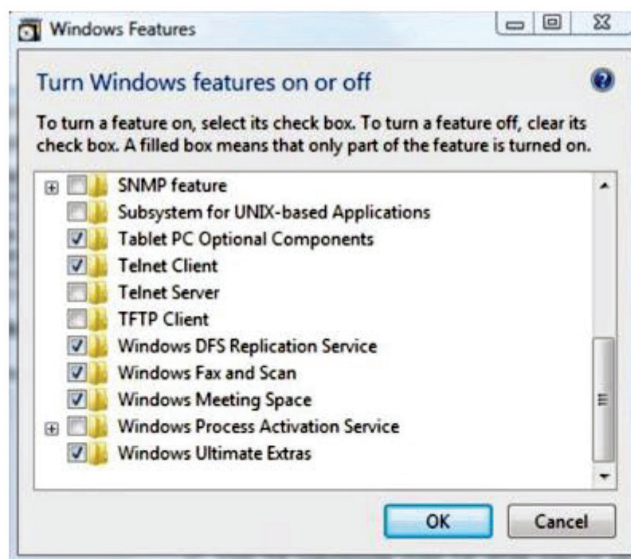 Windows Features
Turn Windows features on or off
To turn a feature on, select its check box. To turn a feature off, clear its
check box. A filled box means that only part of the feature is turned on.
SNMP feature
Subsystem for UNIX-based Applications
Tablet PC Optional Components
Telnet Client
Telnet Server
TFTP Client
Windows DFS Replication Service
Windows Fax and Scan
Windows Meeting Space
Windows Process Activation Service
Windows Ultimate Extras
OK
Cancel